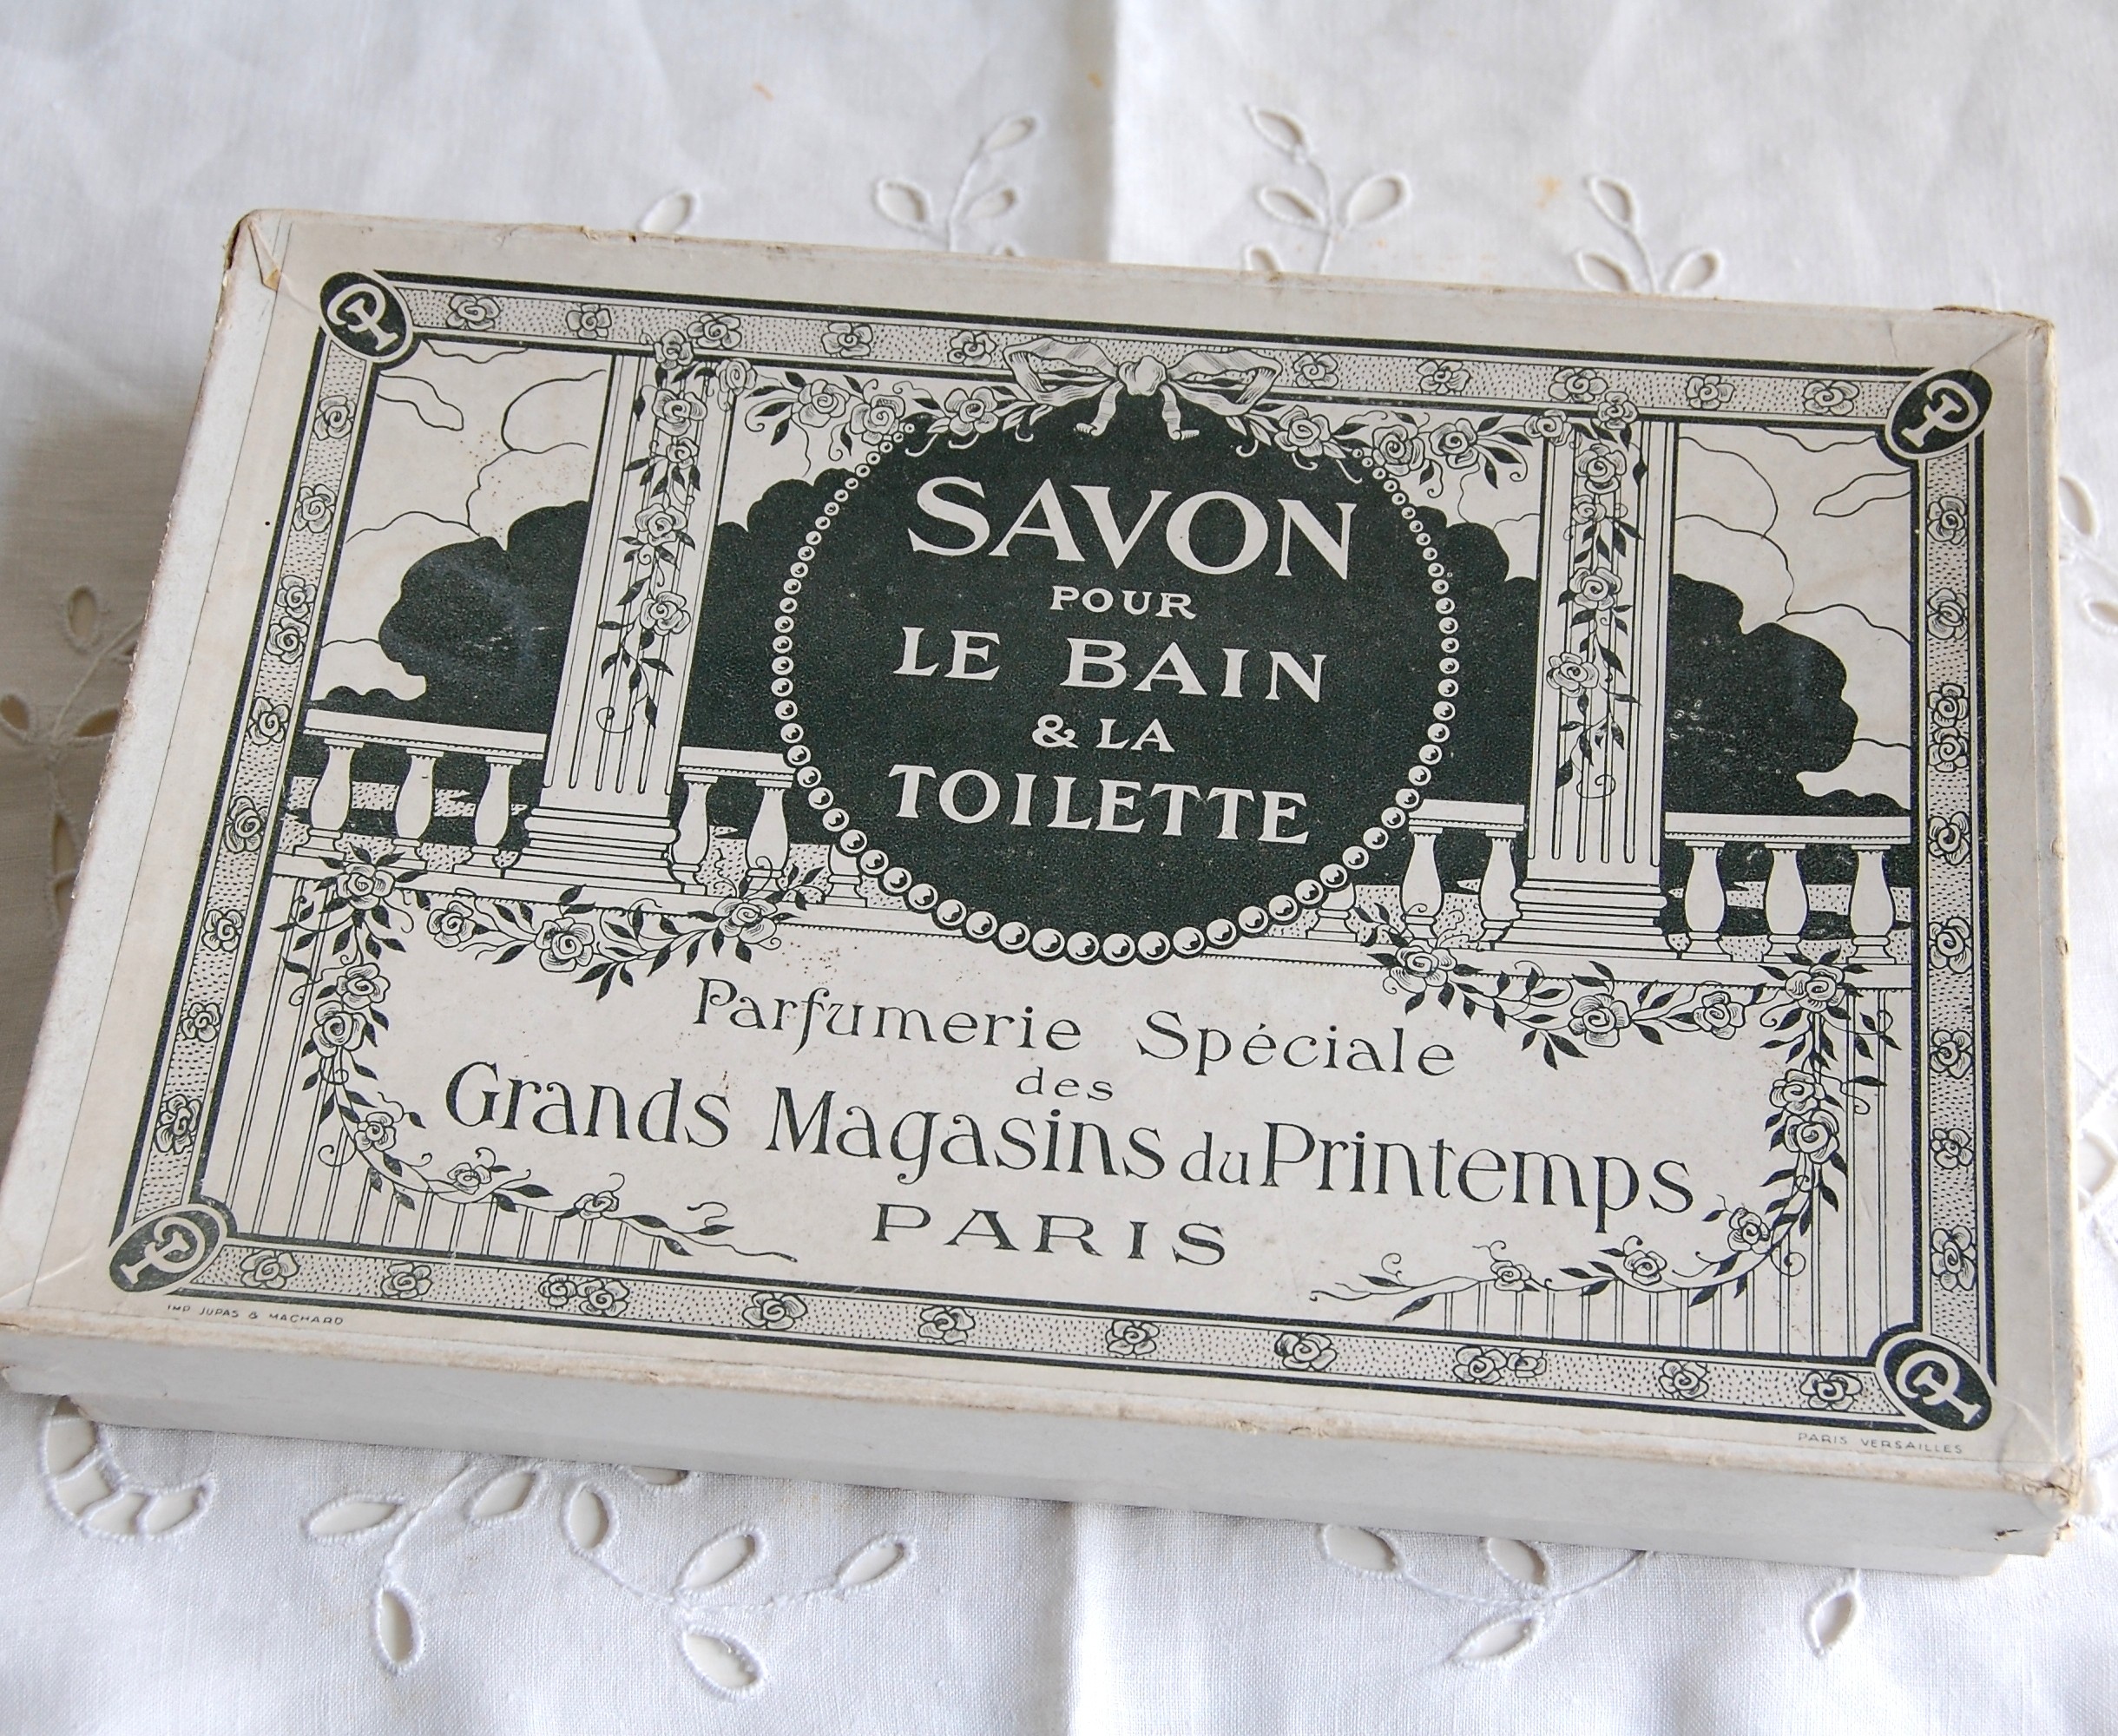 SAVON
POUR
LE BAIN
& LA
TOILETTE
Parfumerie Spéciale
des
Grands Magasins du Printemps
PARIS
IMP JUPAS & MACHARD
PARIS VERSAILLES